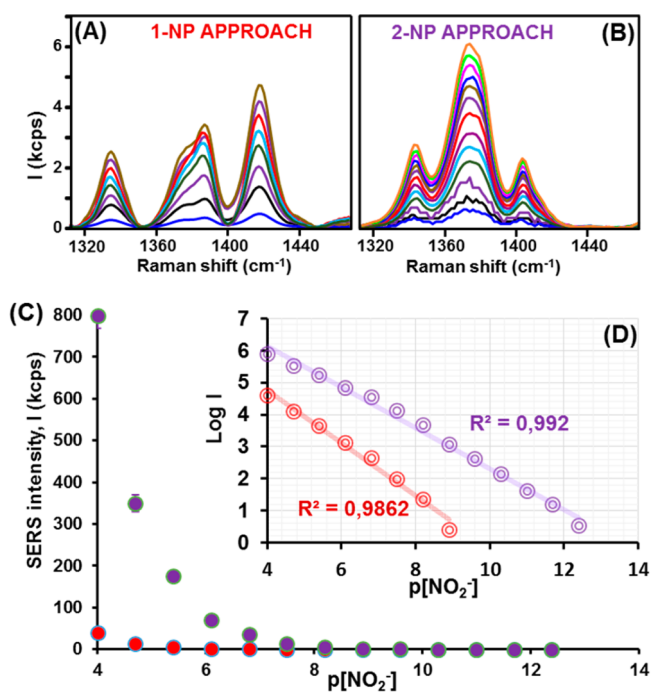 (A) 1-NP APPROACH
2-NP APPROACH (B)
6
4
2
0
I (kcps)
1320 1360 1400 1440
Raman shift (cm⁻¹)
1320 1360 1400 1440
Raman shift (cm⁻¹)
(C)
800
700
600
500
400
300
200
100
0
SERS intensity, I (kcps)
4 6 8 10 12 14
p[NO₂⁻]
(D)
7
6
5
4
3
2
1
0
Log I
R² = 0,992
R² = 0,9862
4 6 8 10 12 14
p[NO₂⁻]